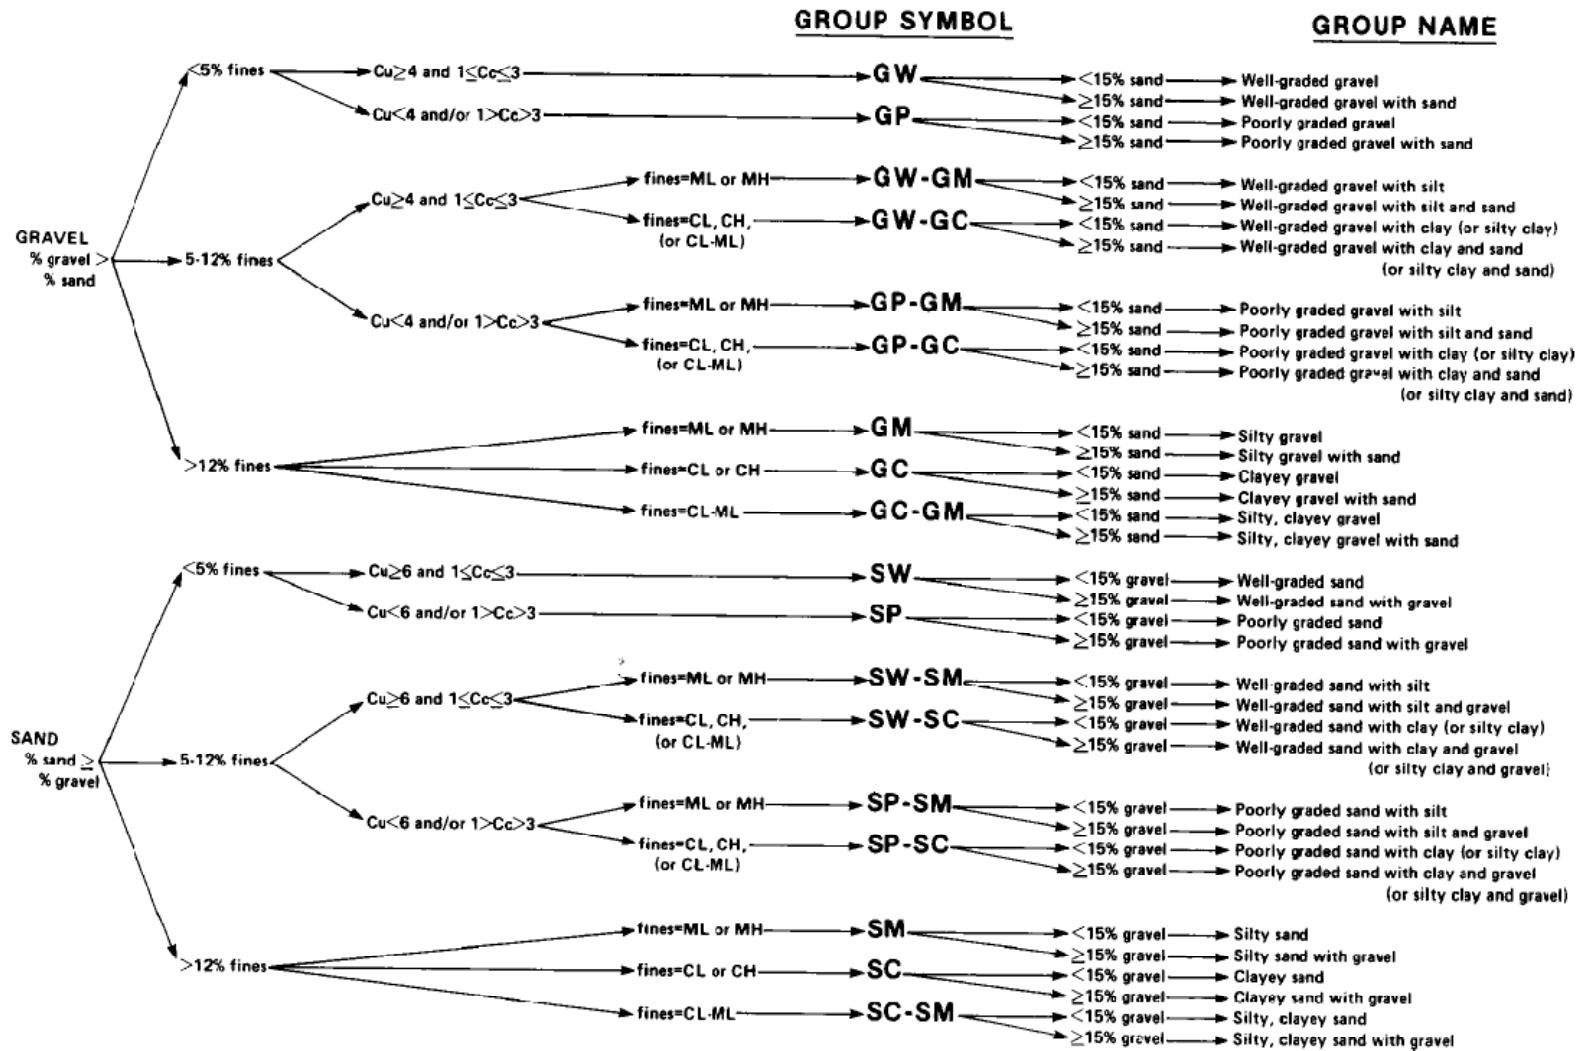 GROUP SYMBOL
GROUP NAME
<5% fines
Cu≥4 and 1≤Cc≤3
GW
<15% sand
Well-graded gravel
≥15% sand
Well-graded gravel with sand
Cu<4 and/or 1>Cc>3
GP
<15% sand
Poorly graded gravel
≥15% sand
Poorly graded gravel with sand
GRAVEL
% gravel >
% sand
5-12% fines
Cu≥4 and 1≤Cc≤3
fines=ML or MH
GW-GM
<15% sand
Well-graded gravel with silt
≥15% sand
Well-graded gravel with silt and sand
fines=CL, CH,
(or CL-ML)
GW-GC
<15% sand
Well-graded gravel with clay (or silty clay)
≥15% sand
Well-graded gravel with clay and sand
(or silty clay and sand)
Cu<4 and/or 1>Cc>3
fines=ML or MH
GP-GM
<15% sand
Poorly graded gravel with silt
≥15% sand
Poorly graded gravel with silt and sand
fines=CL, CH,
(or CL-ML)
GP-GC
<15% sand
Poorly graded gravel with clay (or silty clay)
≥15% sand
Poorly graded gravel with clay and sand
(or silty clay and sand)
>12% fines
fines=ML or MH
GM
<15% sand
Silty gravel
≥15% sand
Silty gravel with sand
fines=CL or CH
GC
<15% sand
Clayey gravel
≥15% sand
Clayey gravel with sand
fines=CL-ML
GC-GM
<15% sand
Silty, clayey gravel
≥15% sand
Silty, clayey gravel with sand
<5% fines
Cu≥6 and 1≤Cc≤3
SW
<15% gravel
Well-graded sand
≥15% gravel
Well-graded sand with gravel
Cu<6 and/or 1>Cc>3
SP
<15% gravel
Poorly graded sand
≥15% gravel
Poorly graded sand with gravel
SAND
% sand ≥
% gravel
5-12% fines
Cu≥6 and 1≤Cc≤3
fines=ML or MH
SW-SM
<15% gravel
Well-graded sand with silt
≥15% gravel
Well-graded sand with silt and gravel
fines=CL, CH,
(or CL-ML)
SW-SC
<15% gravel
Well-graded sand with clay (or silty clay)
≥15% gravel
Well-graded sand with clay and gravel
(or silty clay and gravel)
Cu<6 and/or 1>Cc>3
fines=ML or MH
SP-SM
<15% gravel
Poorly graded sand with silt
≥15% gravel
Poorly graded sand with silt and gravel
fines=CL, CH,
(or CL-ML)
SP-SC
<15% gravel
Poorly graded sand with clay (or silty clay)
≥15% gravel
Poorly graded sand with clay and gravel
(or silty clay and gravel)
>12% fines
fines=ML or MH
SM
<15% gravel
Silty sand
≥15% gravel
Silty sand with gravel
fines=CL or CH
SC
<15% gravel
Clayey sand
≥15% gravel
Clayey sand with gravel
fines=CL-ML
SC-SM
<15% gravel
Silty, clayey sand
≥15% gravel
Silty, clayey sand with gravel